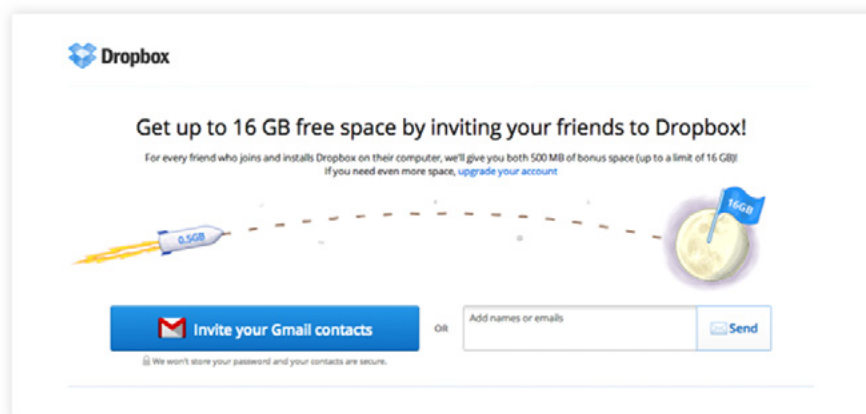 Dropbox
Get up to 16 GB free space by inviting your friends to Dropbox!
For every friend who joins and installs Dropbox on their computer, we'll give you both 500 MB of bonus space (up to a limit of 16 GB)!
If you need even more space, upgrade your account
16GB
0.5GB
Invite your Gmail contacts
OR
Add names or emails
Send
We won't store your password and your contacts are secure.